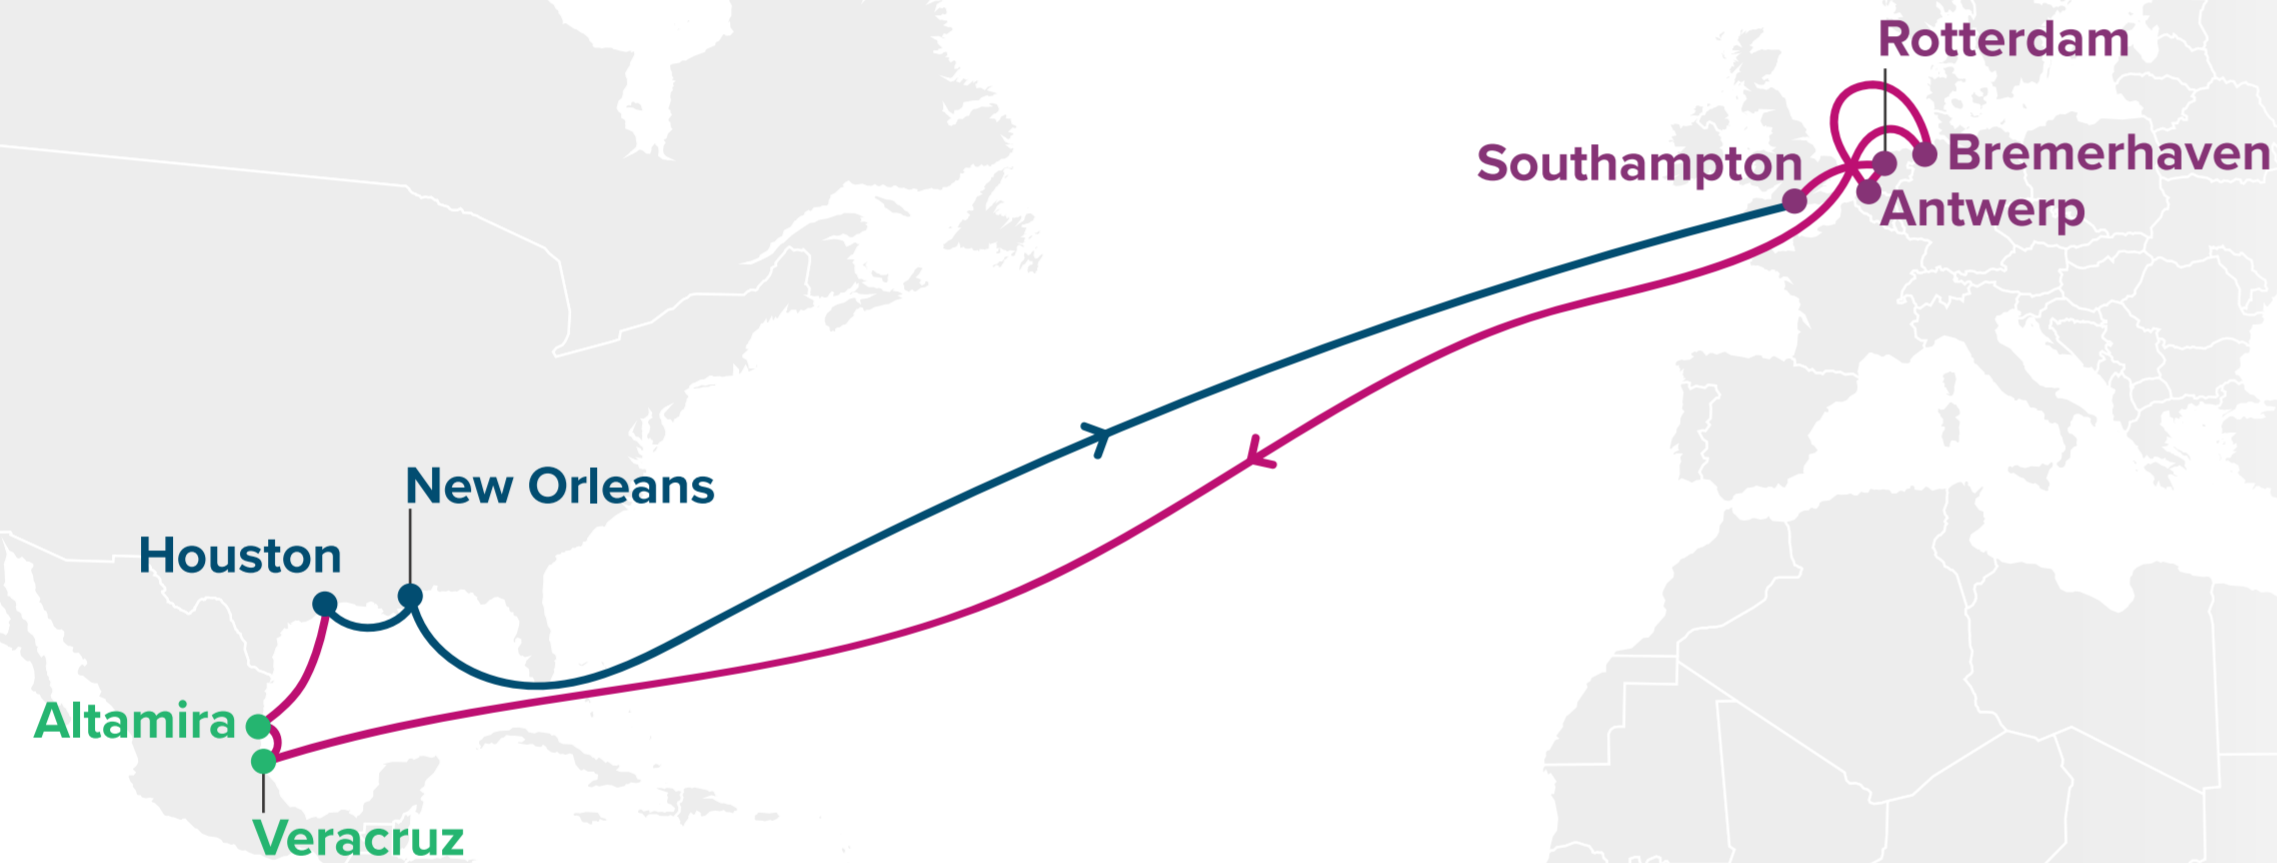 Rotterdam
Southampton
Bremerhaven
Antwerp
New Orleans
Houston
Altamira
Veracruz